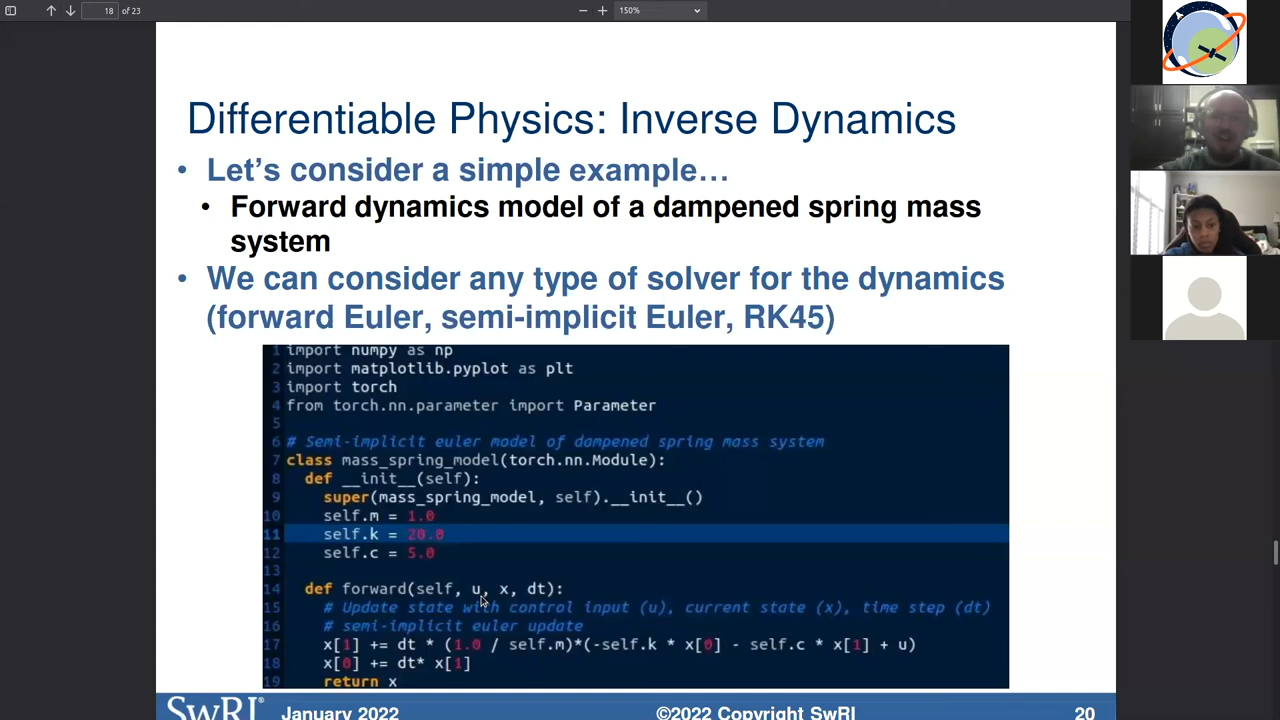 18 of 23
150%
Differentiable Physics: Inverse Dynamics
• Let's consider a simple example…
• Forward dynamics model of a dampened spring mass
system
• We can consider any type of solver for the dynamics
(forward Euler, semi-implicit Euler, RK45)
1 import numpy as np
2 import matplotlib.pyplot as plt
3 import torch
4 from torch.nn.parameter import Parameter
5
6 # Semi-implicit euler model of dampened spring mass system
7 class mass_spring_model(torch.nn.Module):
8 def __init__(self):
9 super(mass_spring_model, self).__init__()
10 self.m = 1.0
11 self.k = 20.0
12 self.c = 5.0
13
14 def forward(self, u, x, dt):
15 # Update state with control input (u), current state (x), time step (dt)
16 # semi-implicit euler update
17 x[1] += dt * (1.0 / self.m)*(-self.k * x[0] - self.c * x[1] + u)
18 x[0] += dt* x[1]
19 return x
SwRI® January 2022 ©2022 Copyright SwRI 20